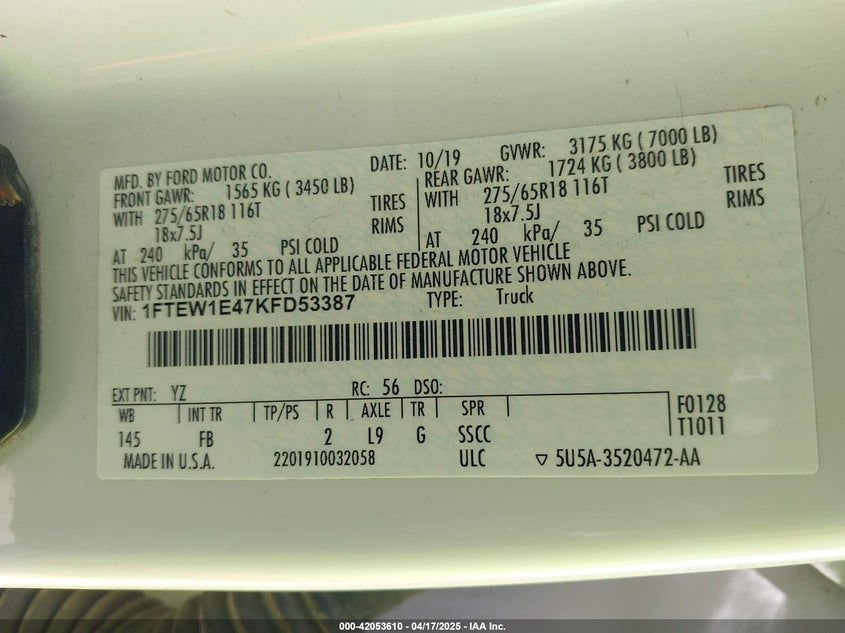 MFD. BY FORD MOTOR CO. DATE: 10/19 GVWR: 3175 KG ( 7000 LB)
FRONT GAWR: 1565 KG ( 3450 LB) REAR GAWR: 1724 KG ( 3800 LB)
WITH 275/65R18 116T TIRES WITH 275/65R18 116T TIRES
18x7.5J RIMS 18x7.5J RIMS
AT 240 kPa/ 35 PSI COLD AT 240 kPa/ 35 PSI COLD
THIS VEHICLE CONFORMS TO ALL APPLICABLE FEDERAL MOTOR VEHICLE
SAFETY STANDARDS IN EFFECT ON THE DATE OF MANUFACTURE SHOWN ABOVE.
VIN: 1FTEW1E47KFD53387 TYPE: Truck
EXT PNT: YZ RC: 56 DSO:
WB INT TR TP/PS R AXLE TR SPR F0128
145 FB 2 L9 G SSCC T1011
MADE IN U.S.A. 2201910032058 ULC ▽ 5U5A-3520472-AA
000-42053610 - 04/17/2025 - IAA Inc.